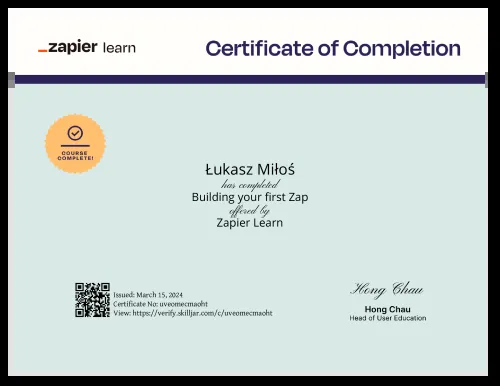 _zapier learn
Certificate of Completion
COURSE
COMPLETE!
Łukasz Miłoś
has completed
Building your first Zap
offered by
Zapier Learn
Issued: March 15, 2024
Certificate No: uveomecmaoht
View: https://verify.skilljar.com/c/uveomecmaoht
Hong Chau
Hong Chau
Head of User Education